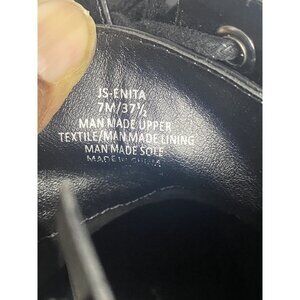 JS-ENITA
7M/37½
MAN MADE UPPER
TEXTILE/MAN MADE LINING
MAN MADE SOLE
MADE IN CHINA